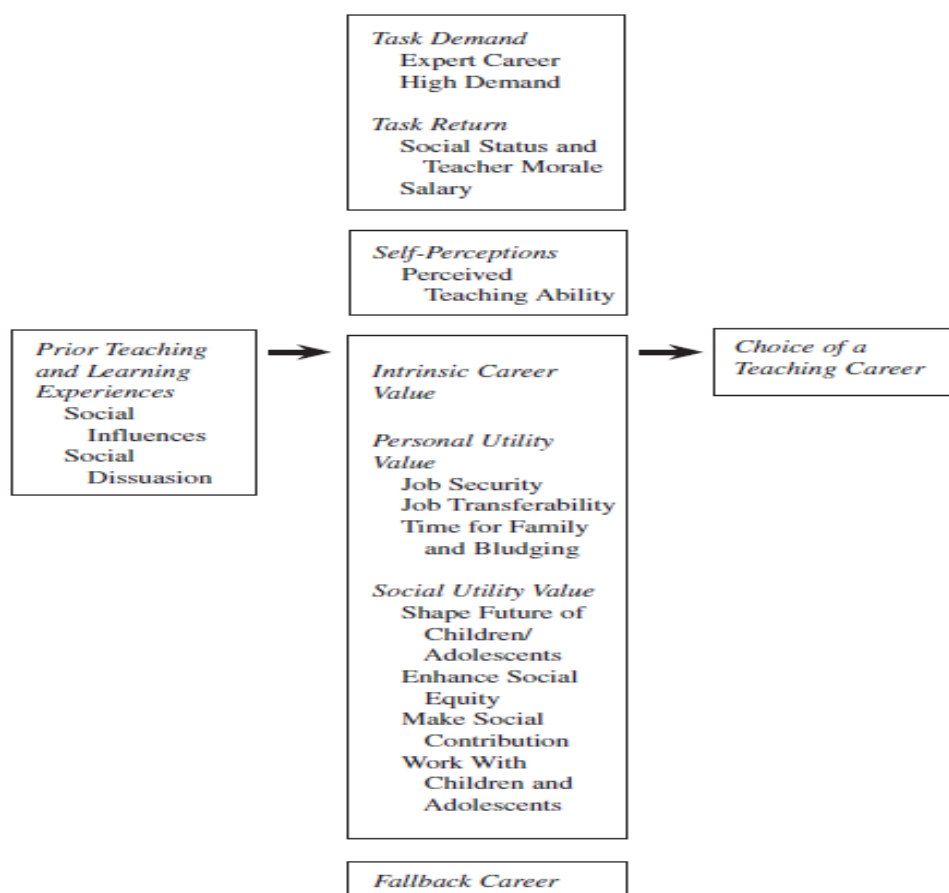 Task Demand
Expert Career
High Demand
Task Return
Social Status and
Teacher Morale
Salary
Self-Perceptions
Perceived
Teaching Ability
Prior Teaching
and Learning
Experiences
Social
Influences
Social
Dissuasion
Intrinsic Career
Value
Personal Utility
Value
Job Security
Job Transferability
Time for Family
and Bludging
Social Utility Value
Shape Future of
Children/
Adolescents
Enhance Social
Equity
Make Social
Contribution
Work With
Children and
Adolescents
Fallback Career
Choice of a
Teaching Career